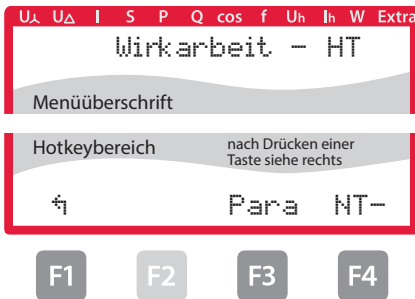 U⅄ U△ I S P Q cos f Uh Ih W Extra
Wirkarbeit - HT
Menüüberschrift
Hotkeybereich
nach Drücken einer
Taste siehe rechts
↰ Para NT-
F1 F2 F3 F4